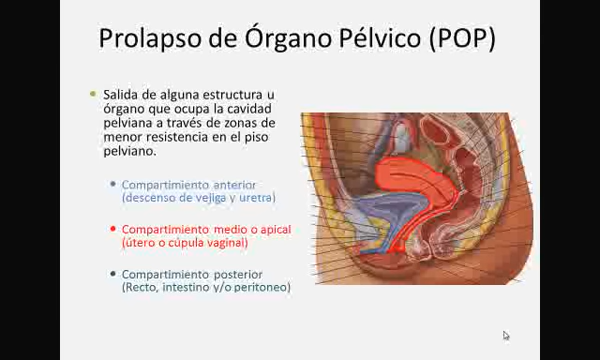 Prolapso de Órgano Pélvico (POP)
Salida de alguna estructura u
órgano que ocupa la cavidad
pelviana a través de zonas de
menor resistencia en el piso
pelviano.
Compartimiento anterior
(descenso de vejiga y uretra)
Compartimiento medio o apical
(útero o cúpula vaginal)
Compartimiento posterior
(Recto, intestino y/o peritoneo)